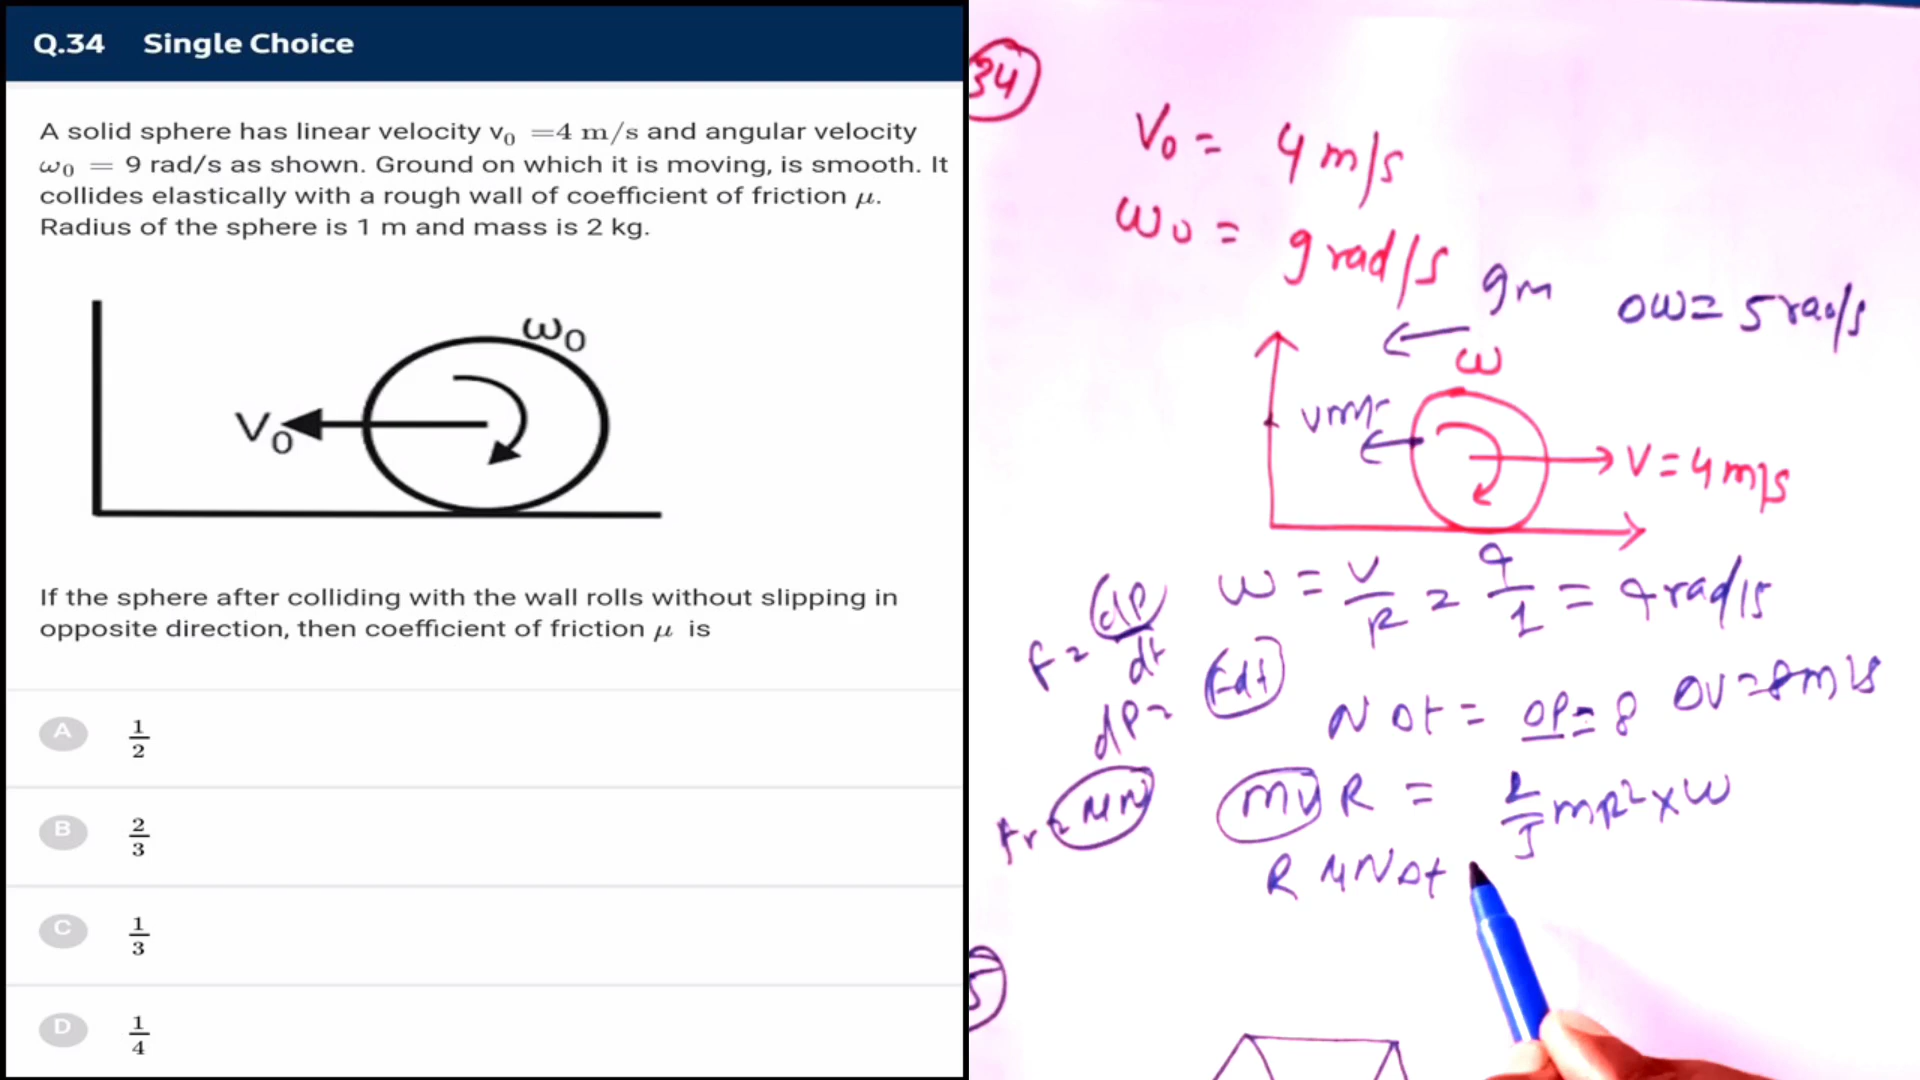 Q.34 Single Choice
A solid sphere has linear velocity v₀ =4 m/s and angular velocity
ω₀ = 9 rad/s as shown. Ground on which it is moving, is smooth. It
collides elastically with a rough wall of coefficient of friction μ.
Radius of the sphere is 1 m and mass is 2 kg.
ω₀
V₀
If the sphere after colliding with the wall rolls without slipping in
opposite direction, then coefficient of friction μ is
A 1/2
B 2/3
C 1/3
D 1/4
34
V₀ = 4 m/s
ω₀ = 9 rad/s
ω
V = 4 m/s
ω = V/R = 4/1 = 4 rad/s
F = dP/dt
dP = Fdt
N Δt = ΔP = 8 ΔV = 8 m/s
Fr = μN
mVR = 2/5 mR² x ω
R μNΔt